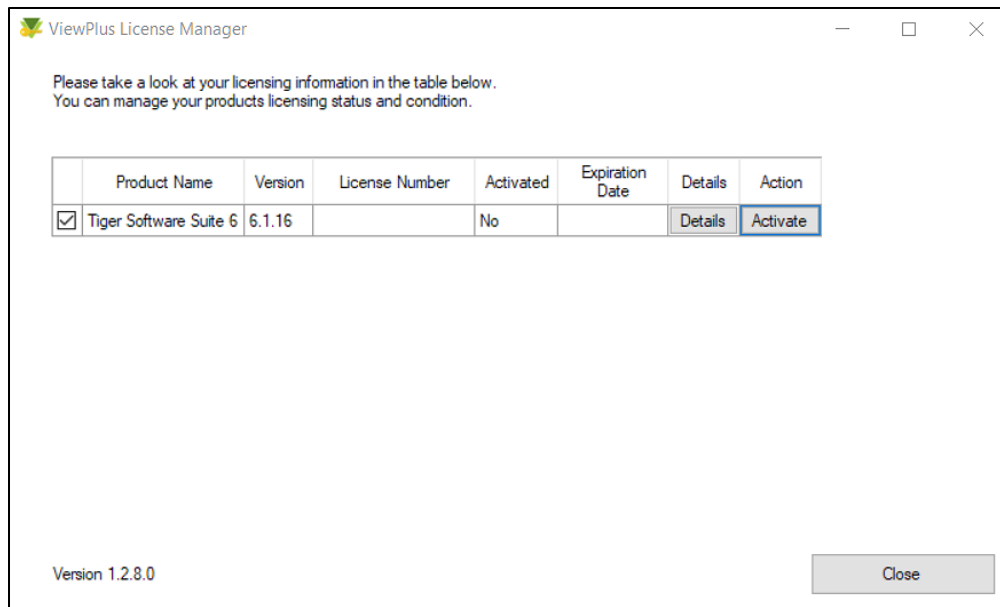 ViewPlus License Manager
Please take a look at your licensing information in the table below.
You can manage your products licensing status and condition.
Product Name Version License Number Activated Expiration Date Details Action
Tiger Software Suite 6 6.1.16 No Details Activate
Version 1.2.8.0 Close